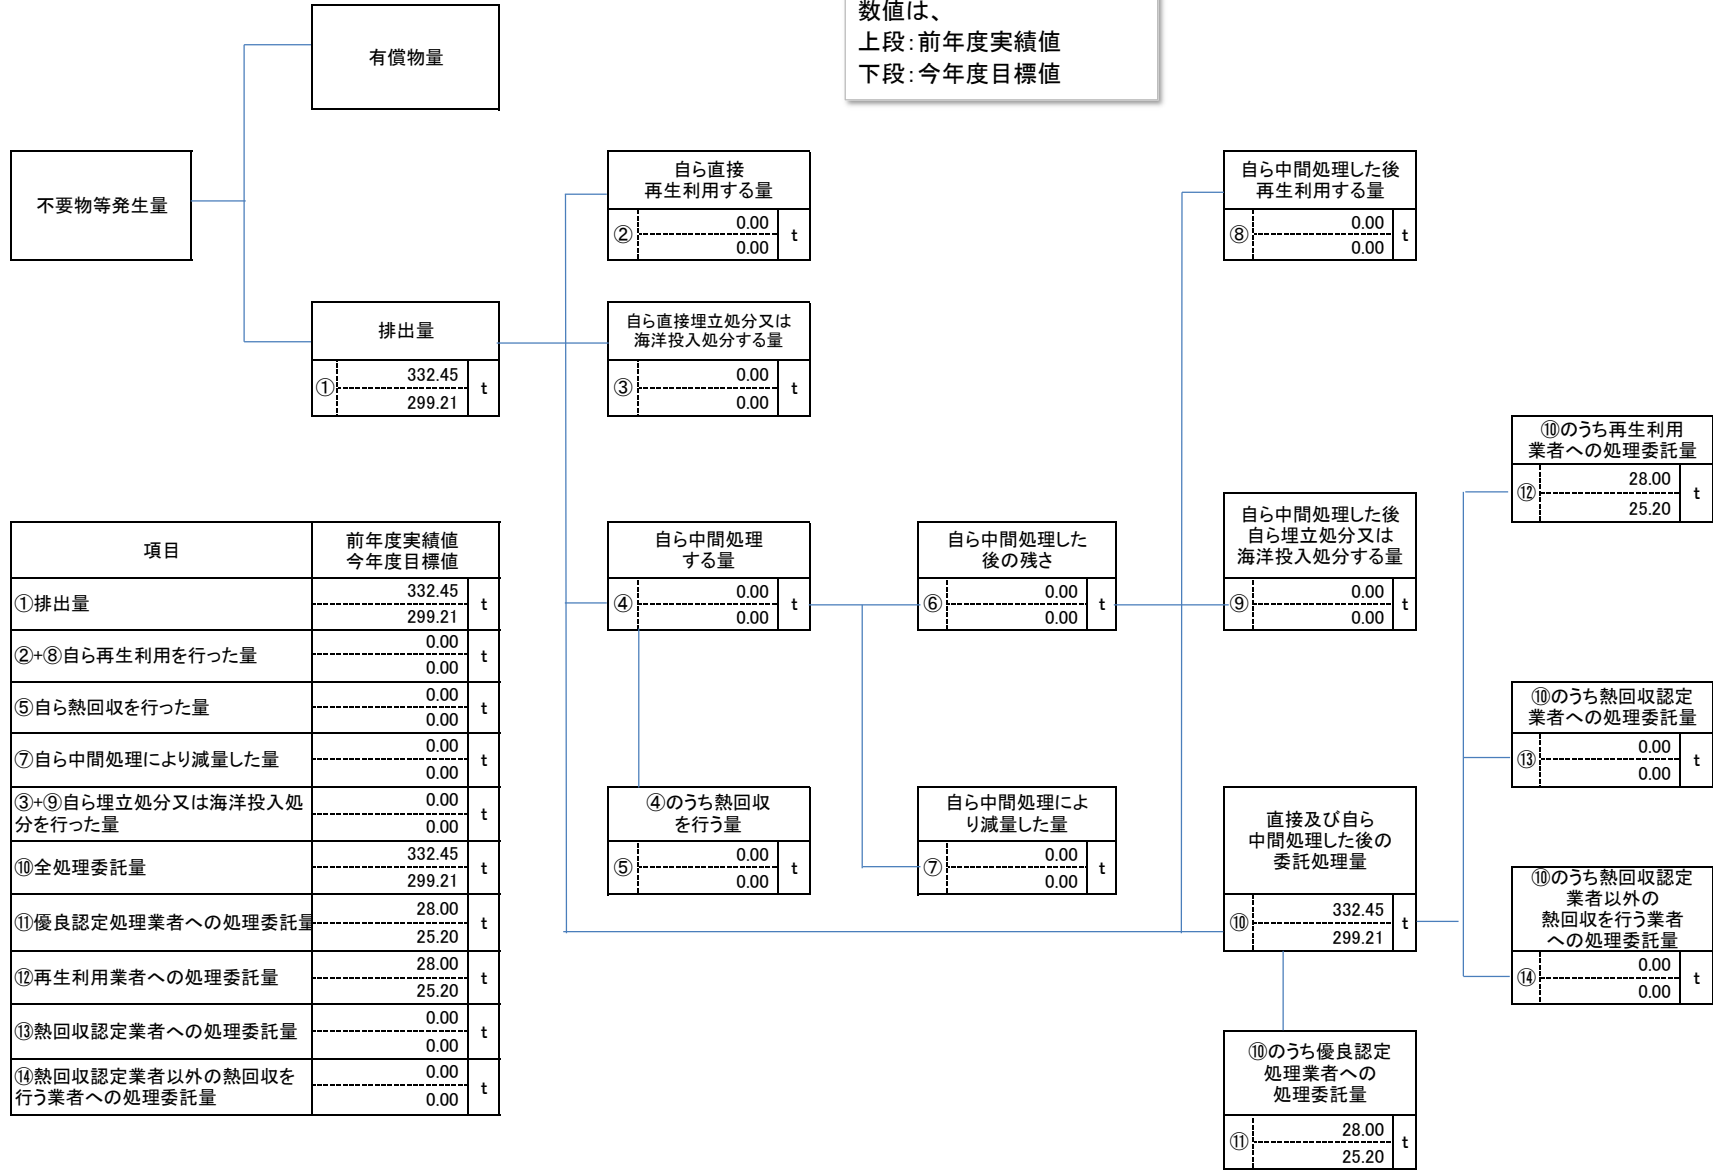 数値は、
上段：前年度実績値
下段：今年度目標値
有償物量
不要物等発生量
排出量
① 332.45 t
299.21
自ら直接
再生利用する量
② 0.00 t
0.00
自ら直接埋立処分又は
海洋投入処分する量
③ 0.00 t
0.00
自ら中間処理
する量
④ 0.00 t
0.00
④のうち熱回収
を行う量
⑤ 0.00 t
0.00
自ら中間処理した
後の残さ
⑥ 0.00 t
0.00
自ら中間処理によ
り減量した量
⑦ 0.00 t
0.00
自ら中間処理した後
再生利用する量
⑧ 0.00 t
0.00
自ら中間処理した後
自ら埋立処分又は
海洋投入処分する量
⑨ 0.00 t
0.00
直接及び自ら
中間処理した後の
委託処理量
⑩ 332.45 t
299.21
⑩のうち優良認定
処理業者への
処理委託量
⑪ 28.00 t
25.20
⑩のうち再生利用
業者への処理委託量
⑫ 28.00 t
25.20
⑩のうち熱回収認定
業者への処理委託量
⑬ 0.00 t
0.00
⑩のうち熱回収認定
業者以外の
熱回収を行う業者
への処理委託量
⑭ 0.00 t
0.00
項目 前年度実績値
今年度目標値
①排出量 332.45 t
299.21
②+⑧自ら再生利用を行った量 0.00 t
0.00
⑤自ら熱回収を行った量 0.00 t
0.00
⑦自ら中間処理により減量した量 0.00 t
0.00
③+⑨自ら埋立処分又は海洋投入処 0.00 t
分を行った量 0.00
⑩全処理委託量 332.45 t
299.21
⑪優良認定処理業者への処理委託量 28.00 t
25.20
⑫再生利用業者への処理委託量 28.00 t
25.20
⑬熱回収認定業者への処理委託量 0.00 t
0.00
⑭熱回収認定業者以外の熱回収を 0.00 t
行う業者への処理委託量 0.00